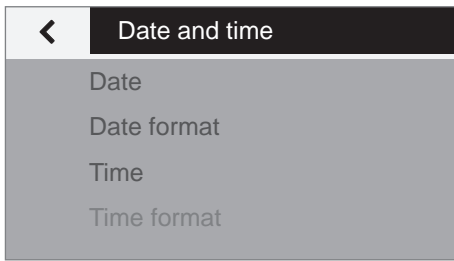 Date and time
Date
Date format
Time
Time format